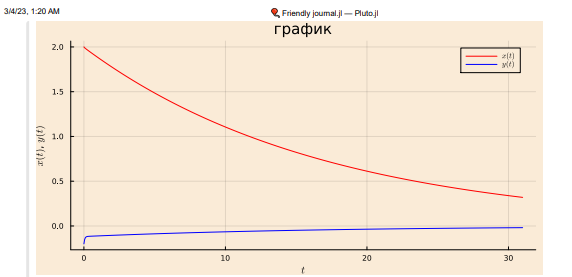 3/4/23, 1:20 AM
Friendly journal.jl — Pluto.jl
график
2.0
1.5
1.0
0.5
0.0
x(t), y(t)
x(t)
y(t)
0 10 20 30
t